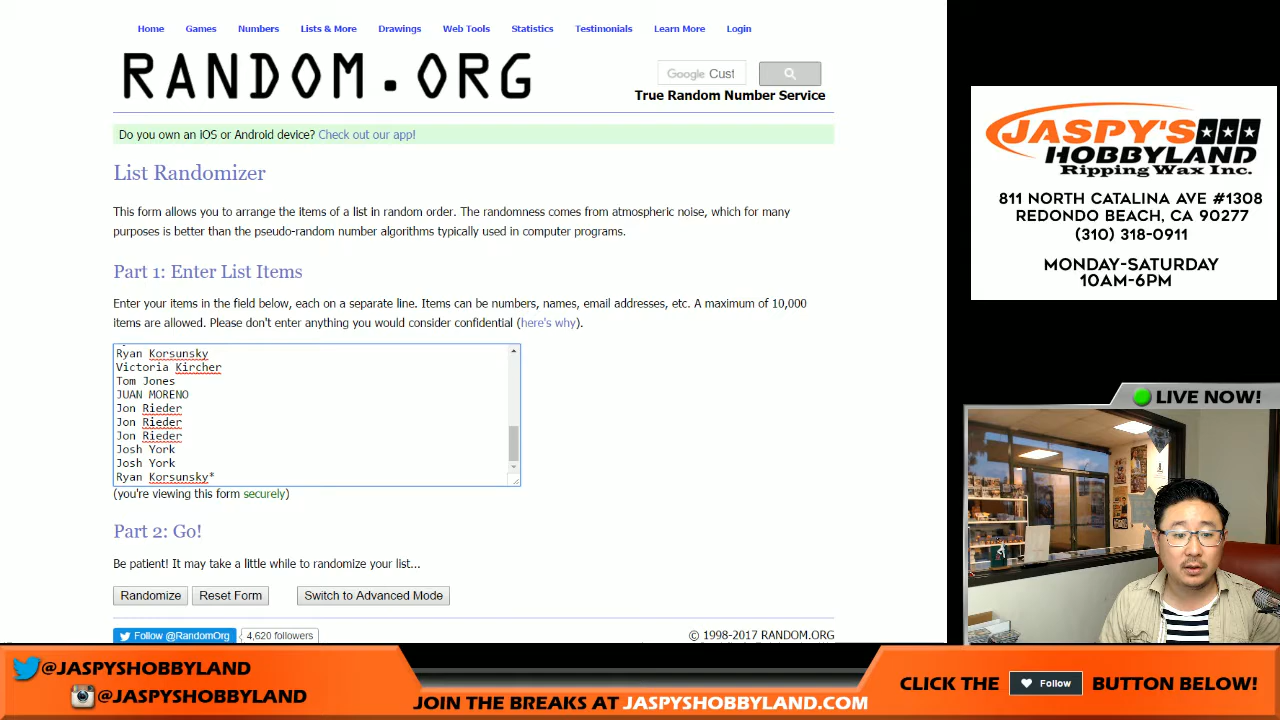 Home Games Numbers Lists & More Drawings Web Tools Statistics Testimonials Learn More Login
RANDOM.ORG
Google Cust
True Random Number Service
Do you own an iOS or Android device? Check out our app!
List Randomizer
This form allows you to arrange the items of a list in random order. The randomness comes from atmospheric noise, which for many
purposes is better than the pseudo-random number algorithms typically used in computer programs.
Part 1: Enter List Items
Enter your items in the field below, each on a separate line. Items can be numbers, names, email addresses, etc. A maximum of 10,000
items are allowed. Please don't enter anything you would consider confidential (here's why).
Ryan Korsunsky
Victoria Kircher
Tom Jones
JUAN MORENO
Jon Rieder
Jon Rieder
Jon Rieder
Josh York
Josh York
Ryan Korsunsky*
(you're viewing this form securely)
Part 2: Go!
Be patient! It may take a little while to randomize your list...
Randomize Reset Form Switch to Advanced Mode
Follow @RandomOrg 4,620 followers
© 1998-2017 RANDOM.ORG
JASPY'S
HOBBYLAND
Ripping Wax Inc.
811 NORTH CATALINA AVE #1308
REDONDO BEACH, CA 90277
(310) 318-0911
MONDAY-SATURDAY
10AM-6PM
LIVE NOW!
@JASPYSHOBBYLAND
@JASPYSHOBBYLAND
JOIN THE BREAKS AT JASPYSHOBBYLAND.COM
CLICK THE Follow BUTTON BELOW!